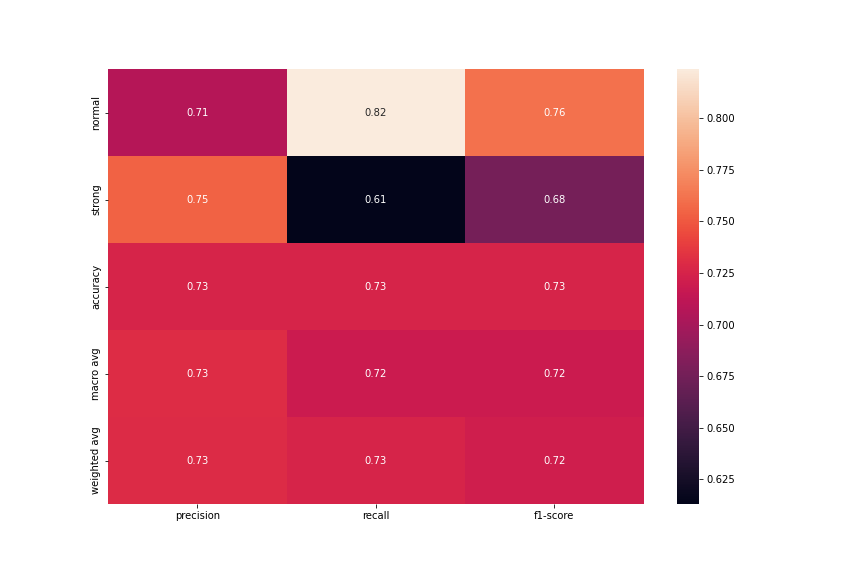 normal 0.71 0.82 0.76
strong 0.75 0.61 0.68
accuracy 0.73 0.73 0.73
macro avg 0.73 0.72 0.72
weighted avg 0.73 0.73 0.72
precision recall f1-score
0.800
0.775
0.750
0.725
0.700
0.675
0.650
0.625